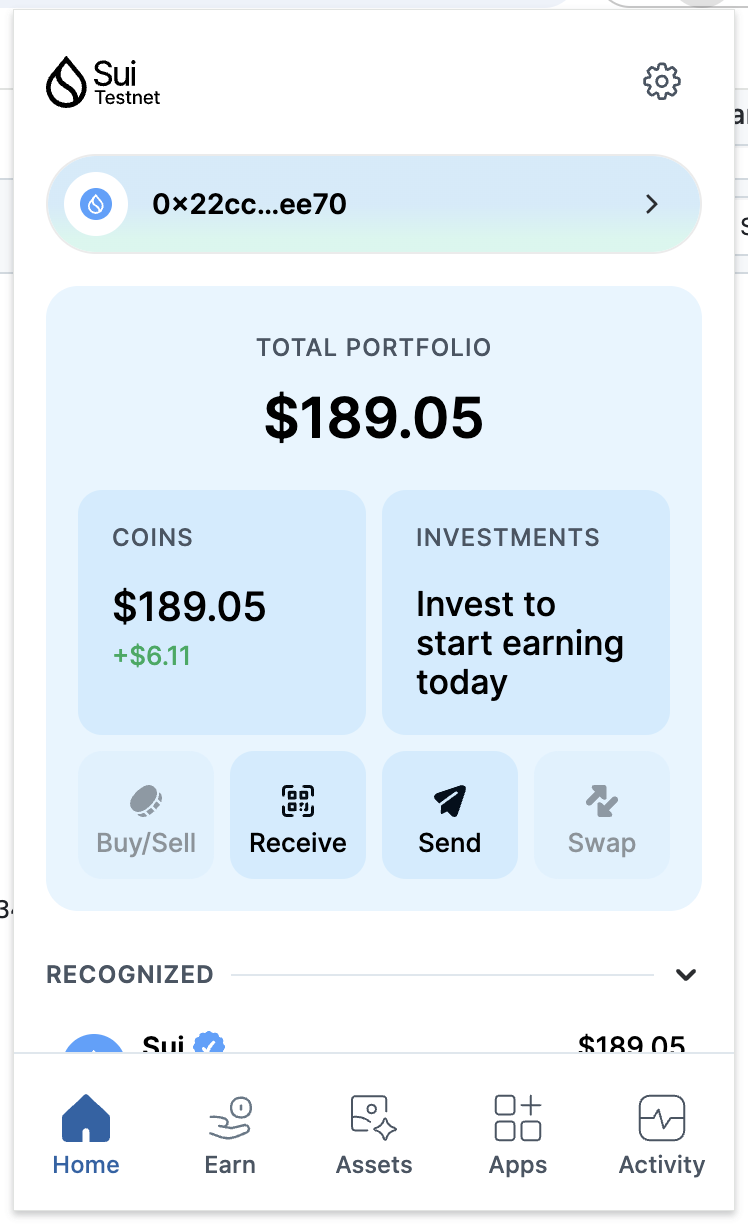 Sui
Testnet
0×22cc...ee70
TOTAL PORTFOLIO
$189.05
COINS
$189.05
+$6.11
INVESTMENTS
Invest to
start earning
today
Buy/Sell
Receive
Send
Swap
RECOGNIZED
Sui
$189.05
Home
Earn
Assets
Apps
Activity